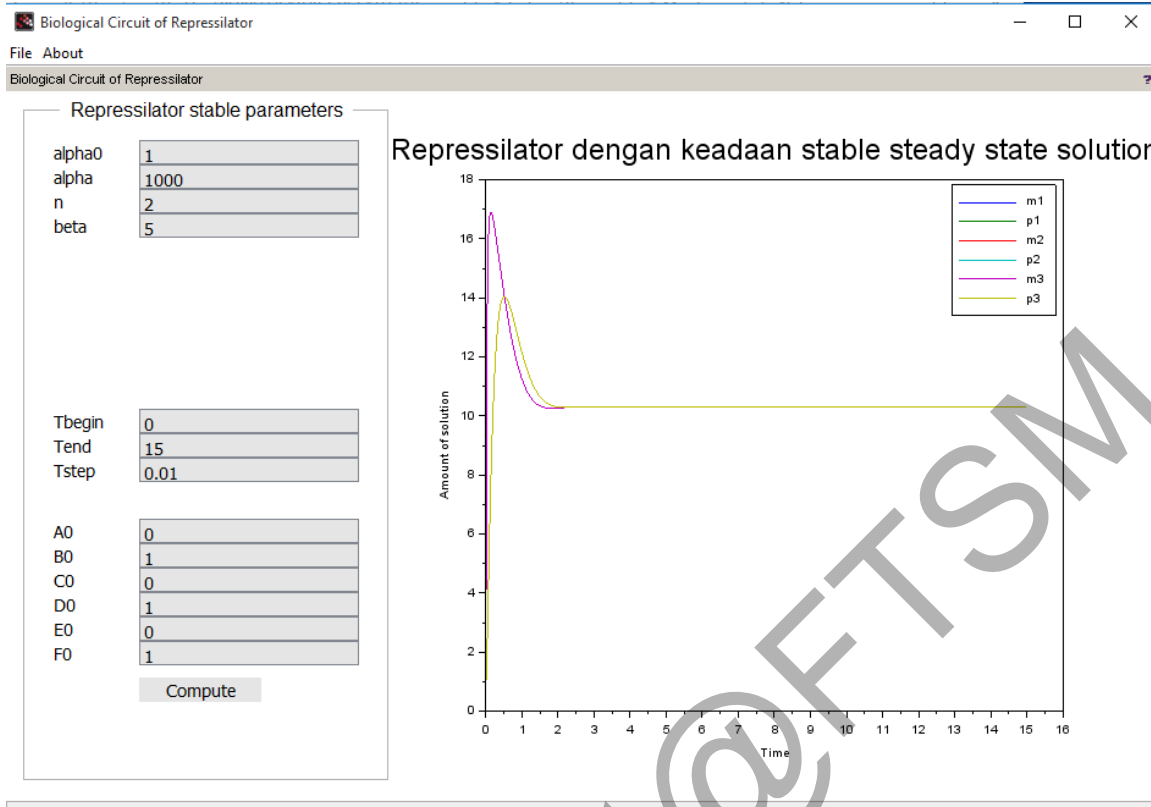 Biological Circuit of Repressilator
File About
Biological Circuit of Repressilator ?
Repressilator stable parameters
alpha0 1
alpha 1000
n 2
beta 5
Tbegin 0
Tend 15
Tstep 0.01
A0 0
B0 1
C0 0
D0 1
E0 0
F0 1
Compute
Repressilator dengan keadaan stable steady state solution
18
16
14
12
10
8
6
4
2
0
Amount of solution
m1
p1
m2
p2
m3
p3
0 1 2 3 4 5 6 7 8 9 10 11 12 13 14 15 16
Time
@FTSM